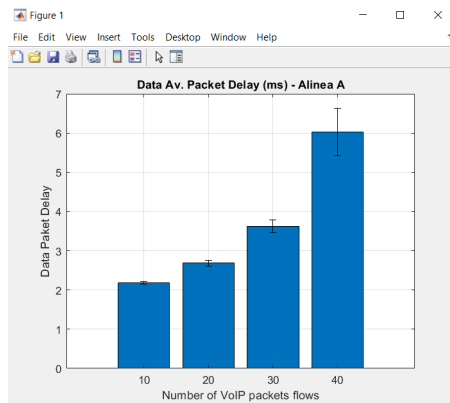 Figure 1
File Edit View Insert Tools Desktop Window Help
Data Av. Packet Delay (ms) - Alinea A
Data Paket Delay
7
6
5
4
3
2
1
0
10 20 30 40
Number of VoIP packets flows